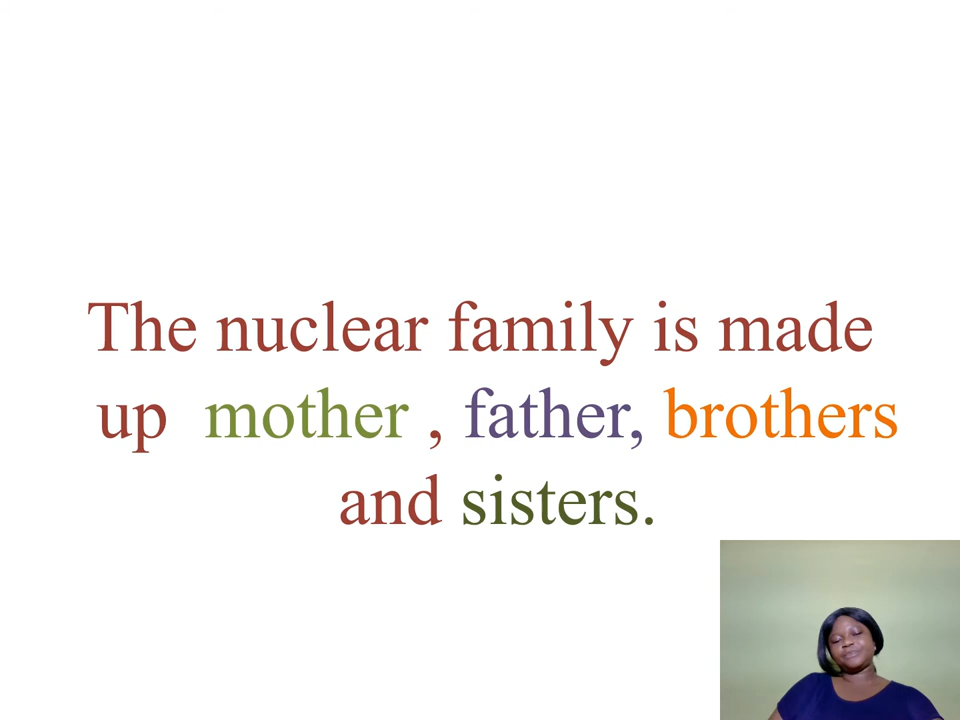 The nuclear family is made
up mother , father, brothers
and sisters.